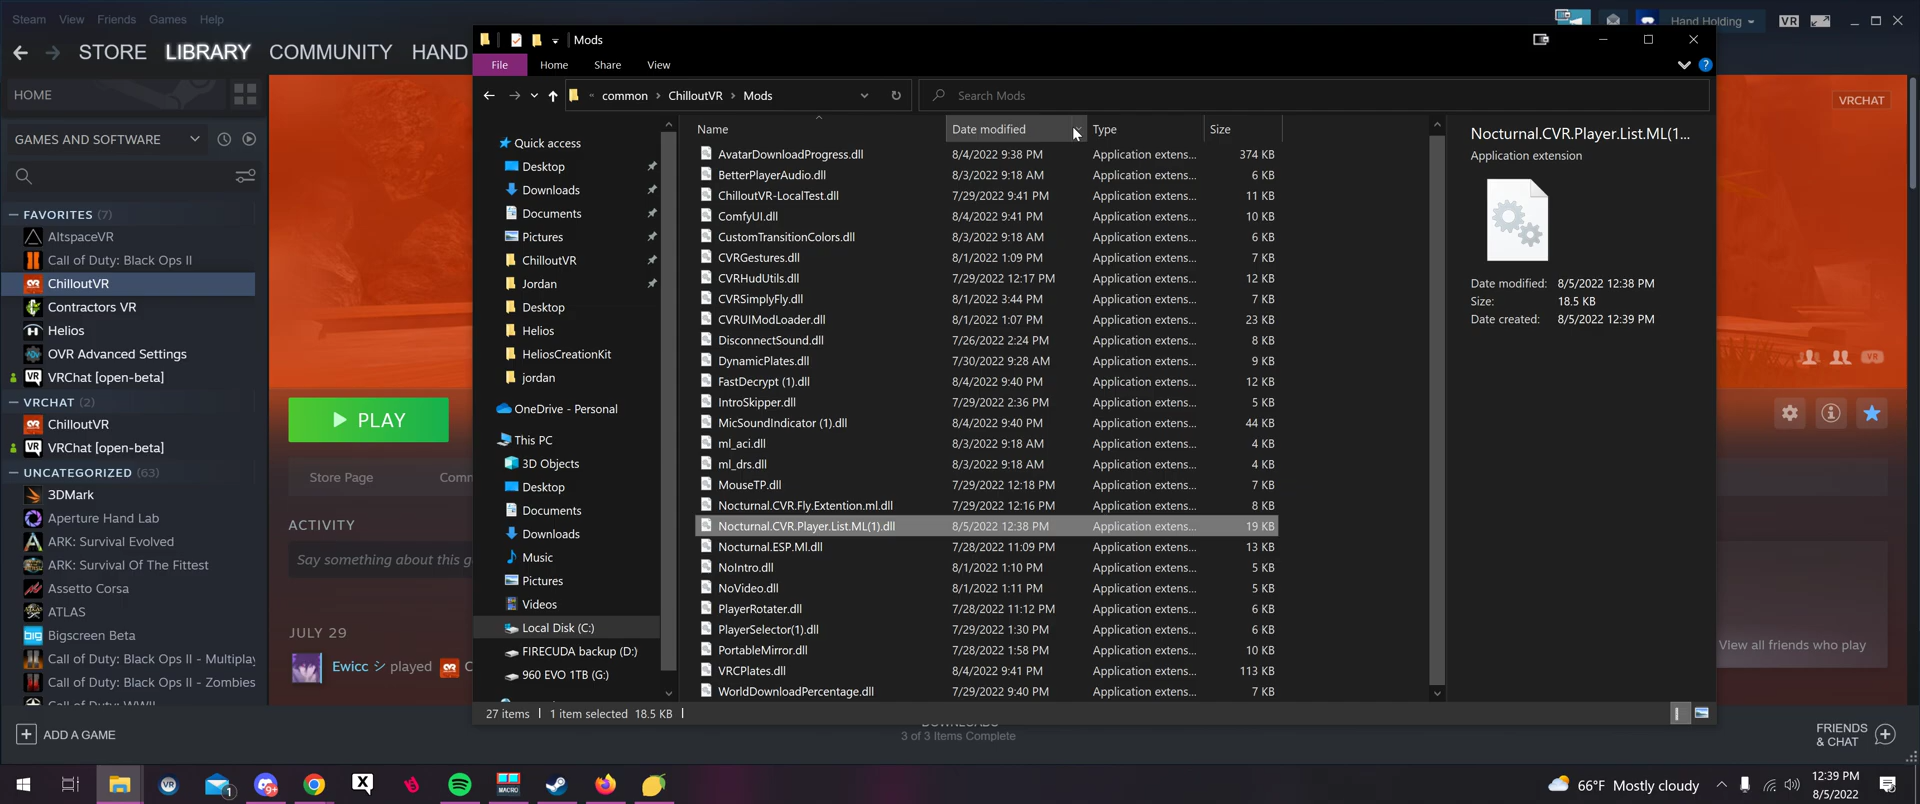 Steam View Friends Games Help
Hand Holding
VR
STORE LIBRARY COMMUNITY HAND
HOME
GAMES AND SOFTWARE
FAVORITES (7)
AltspaceVR
Call of Duty: Black Ops II
ChilloutVR
Contractors VR
Helios
OVR Advanced Settings
VRChat [open-beta]
VRCHAT (2)
ChilloutVR
VRChat [open-beta]
UNCATEGORIZED (63)
3DMark
Aperture Hand Lab
ARK: Survival Evolved
ARK: Survival Of The Fittest
Assetto Corsa
ATLAS
Bigscreen Beta
Call of Duty: Black Ops II - Multiplay
Call of Duty: Black Ops II - Zombies
Call of Duty: WWII
ADD A GAME
PLAY
Store Page Comm
ACTIVITY
Say something about this g
JULY 29
Ewicc シ played
VRCHAT
View all friends who play
DOWNLOADS
3 of 3 Items Complete
FRIENDS
& CHAT
Mods
File Home Share View
« common › ChilloutVR › Mods
Search Mods
Quick access
Desktop
Downloads
Documents
Pictures
ChilloutVR
Jordan
Desktop
Helios
HeliosCreationKit
jordan
OneDrive - Personal
This PC
3D Objects
Desktop
Documents
Downloads
Music
Pictures
Videos
Local Disk (C:)
FIRECUDA backup (D:)
960 EVO 1TB (G:)
Name Date modified Type Size
AvatarDownloadProgress.dll 8/4/2022 9:38 PM Application extens... 374 KB
BetterPlayerAudio.dll 8/3/2022 9:18 AM Application extens... 6 KB
ChilloutVR-LocalTest.dll 7/29/2022 9:41 PM Application extens... 11 KB
ComfyUI.dll 8/4/2022 9:41 PM Application extens... 10 KB
CustomTransitionColors.dll 8/3/2022 9:18 AM Application extens... 6 KB
CVRGestures.dll 8/1/2022 1:09 PM Application extens... 7 KB
CVRHudUtils.dll 7/29/2022 12:17 PM Application extens... 12 KB
CVRSimplyFly.dll 8/1/2022 3:44 PM Application extens... 7 KB
CVRUIModLoader.dll 8/1/2022 1:07 PM Application extens... 23 KB
DisconnectSound.dll 7/26/2022 2:24 PM Application extens... 8 KB
DynamicPlates.dll 7/30/2022 9:28 AM Application extens... 9 KB
FastDecrypt (1).dll 8/4/2022 9:40 PM Application extens... 12 KB
IntroSkipper.dll 7/29/2022 2:36 PM Application extens... 5 KB
MicSoundIndicator (1).dll 8/4/2022 9:40 PM Application extens... 44 KB
ml_aci.dll 8/3/2022 9:18 AM Application extens... 4 KB
ml_drs.dll 8/3/2022 9:18 AM Application extens... 4 KB
MouseTP.dll 7/29/2022 12:18 PM Application extens... 7 KB
Nocturnal.CVR.Fly.Extention.ml.dll 7/29/2022 12:16 PM Application extens... 8 KB
Nocturnal.CVR.Player.List.ML(1).dll 8/5/2022 12:38 PM Application extens... 19 KB
Nocturnal.ESP.Ml.dll 7/28/2022 11:09 PM Application extens... 13 KB
NoIntro.dll 8/1/2022 1:10 PM Application extens... 5 KB
NoVideo.dll 8/1/2022 1:11 PM Application extens... 5 KB
PlayerRotater.dll 7/28/2022 11:12 PM Application extens... 6 KB
PlayerSelector(1).dll 7/29/2022 1:30 PM Application extens... 6 KB
PortableMirror.dll 7/28/2022 1:58 PM Application extens... 10 KB
VRCPlates.dll 8/4/2022 9:41 PM Application extens... 113 KB
WorldDownloadPercentage.dll 7/29/2022 9:40 PM Application extens... 7 KB
Nocturnal.CVR.Player.List.ML(1...
Application extension
Date modified: 8/5/2022 12:38 PM
Size: 18.5 KB
Date created: 8/5/2022 12:39 PM
27 items 1 item selected 18.5 KB
VR
1
9+
MACRO
66°F Mostly cloudy
12:39 PM
8/5/2022